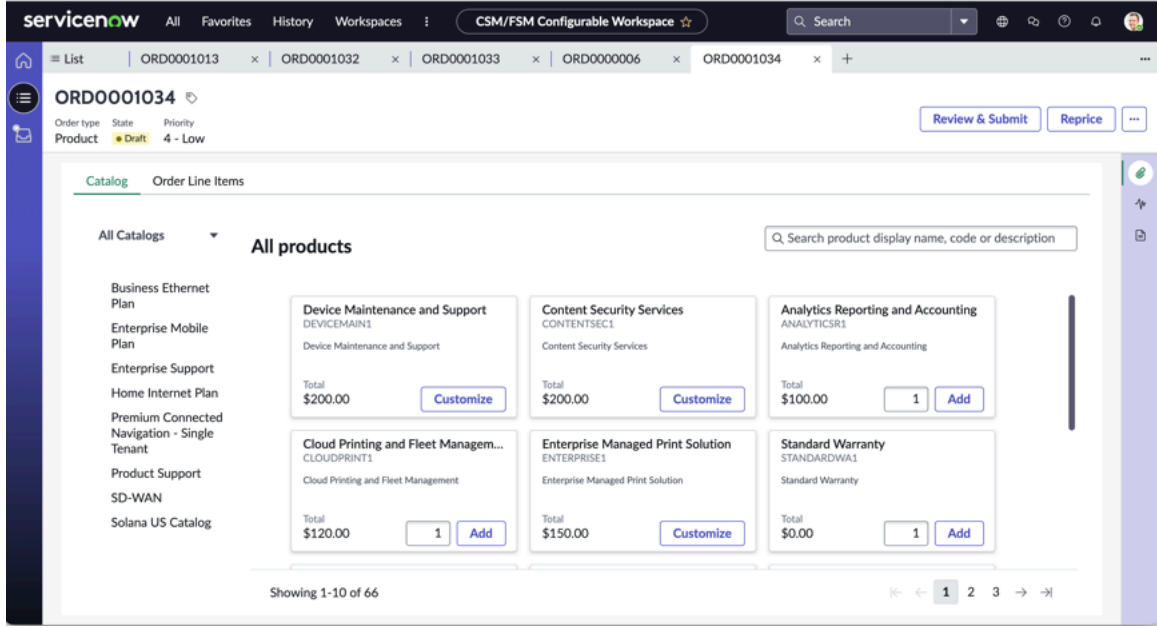 servicenow All Favorites History Workspaces CSM/FSM Configurable Workspace Search
List ORD0001013 ORD0001032 ORD0001033 ORD0000006 ORD0001034
ORD0001034
Order type State Priority
Product Draft 4 - Low
Review & Submit Reprice
Catalog Order Line Items
All Catalogs
Business Ethernet
Plan
Enterprise Mobile
Plan
Enterprise Support
Home Internet Plan
Premium Connected
Navigation - Single
Tenant
Product Support
SD-WAN
Solana US Catalog
All products
Search product display name, code or description
Device Maintenance and Support
DEVICEMAIN1
Device Maintenance and Support
Total
$200.00 Customize
Content Security Services
CONTENTSEC1
Content Security Services
Total
$200.00 Customize
Analytics Reporting and Accounting
ANALYTICSR1
Analytics Reporting and Accounting
Total
$100.00 1 Add
Cloud Printing and Fleet Managem...
CLOUDPRINT1
Cloud Printing and Fleet Management
Total
$120.00 1 Add
Enterprise Managed Print Solution
ENTERPRISE1
Enterprise Managed Print Solution
Total
$150.00 Customize
Standard Warranty
STANDARDWA1
Standard Warranty
Total
$0.00 1 Add
Showing 1-10 of 66
1 2 3